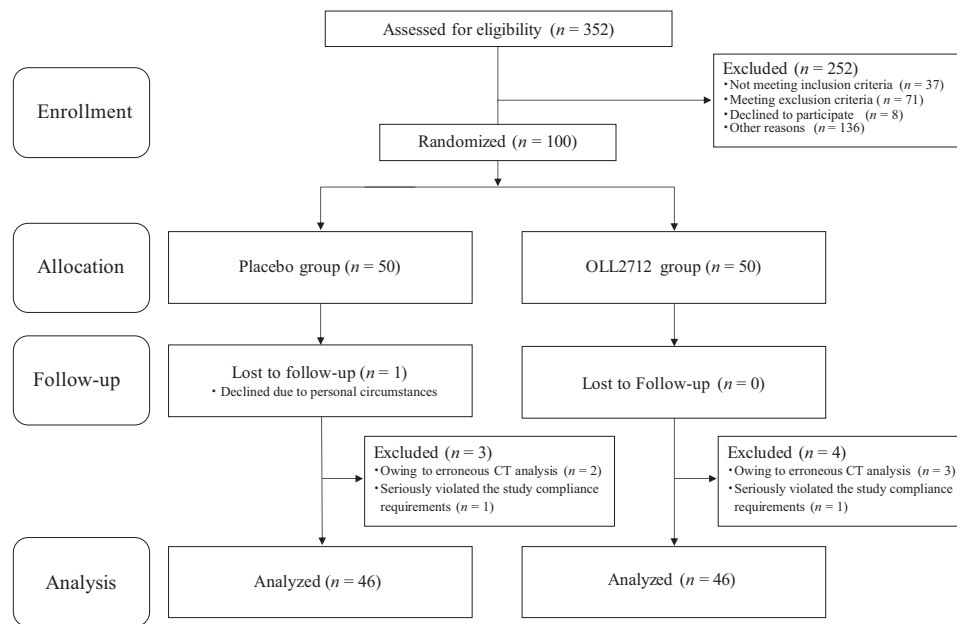 Assessed for eligibility (n = 352)
Enrollment
Excluded (n = 252)
・Not meeting inclusion criteria (n = 37)
・Meeting exclusion criteria ( n = 71)
・Declined to participate (n = 8)
・Other reasons (n = 136)
Randomized (n = 100)
Allocation
Placebo group (n = 50)
OLL2712 group (n = 50)
Follow-up
Lost to follow-up (n = 1)
・Declined due to personal circumstances
Lost to Follow-up (n = 0)
Excluded (n = 3)
・Owing to erroneous CT analysis (n = 2)
・Seriously violated the study compliance
requirements (n = 1)
Excluded (n = 4)
・Owing to erroneous CT analysis (n = 3)
・Seriously violated the study compliance
requirements (n = 1)
Analysis
Analyzed (n = 46)
Analyzed (n = 46)